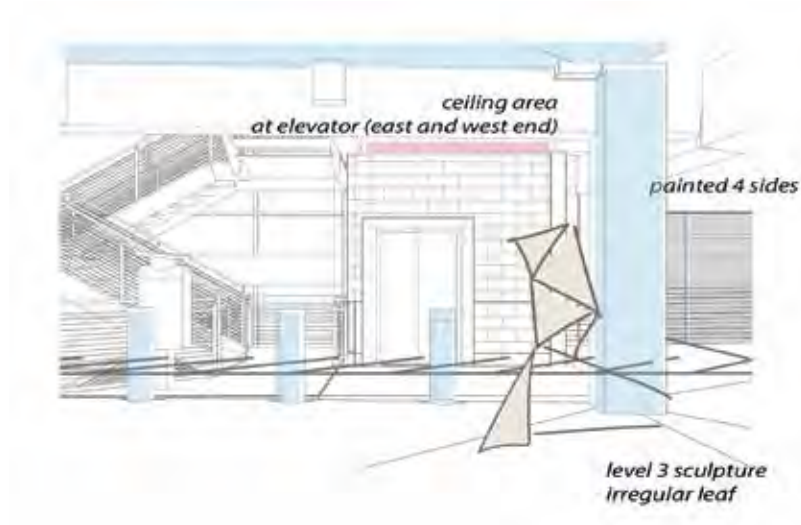 ceiling area
at elevator (east and west end)
painted 4 sides
level 3 sculpture
irregular leaf